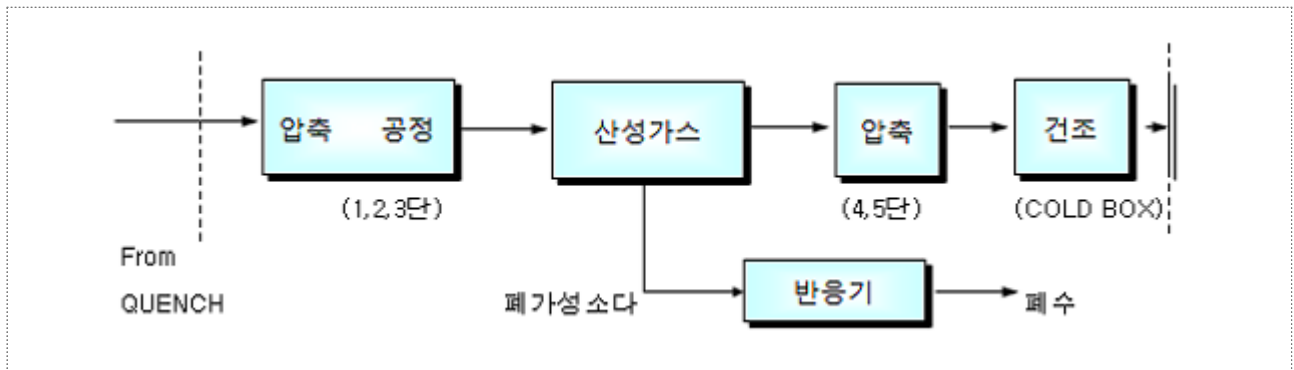 압축 공정
산성가스
압축
건조
(1,2,3단)
(4,5단)
(COLD BOX)
From
QUENCH
폐가성소다
반응기
폐수